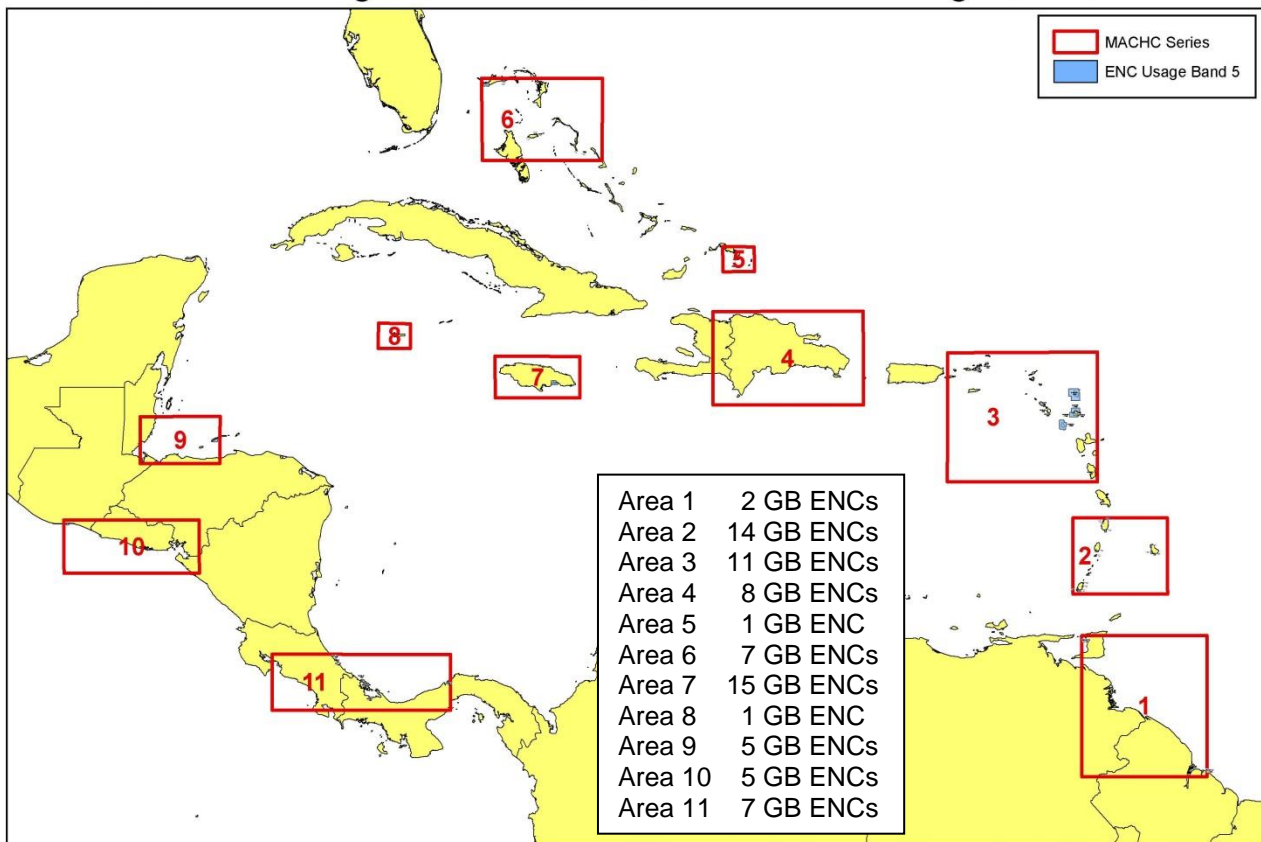 MACHC Series
ENC Usage Band 5
6
5
8
4
7
3
9
2
10
11
1
Area 1 2 GB ENCs
Area 2 14 GB ENCs
Area 3 11 GB ENCs
Area 4 8 GB ENCs
Area 5 1 GB ENC
Area 6 7 GB ENCs
Area 7 15 GB ENCs
Area 8 1 GB ENC
Area 9 5 GB ENCs
Area 10 5 GB ENCs
Area 11 7 GB ENCs